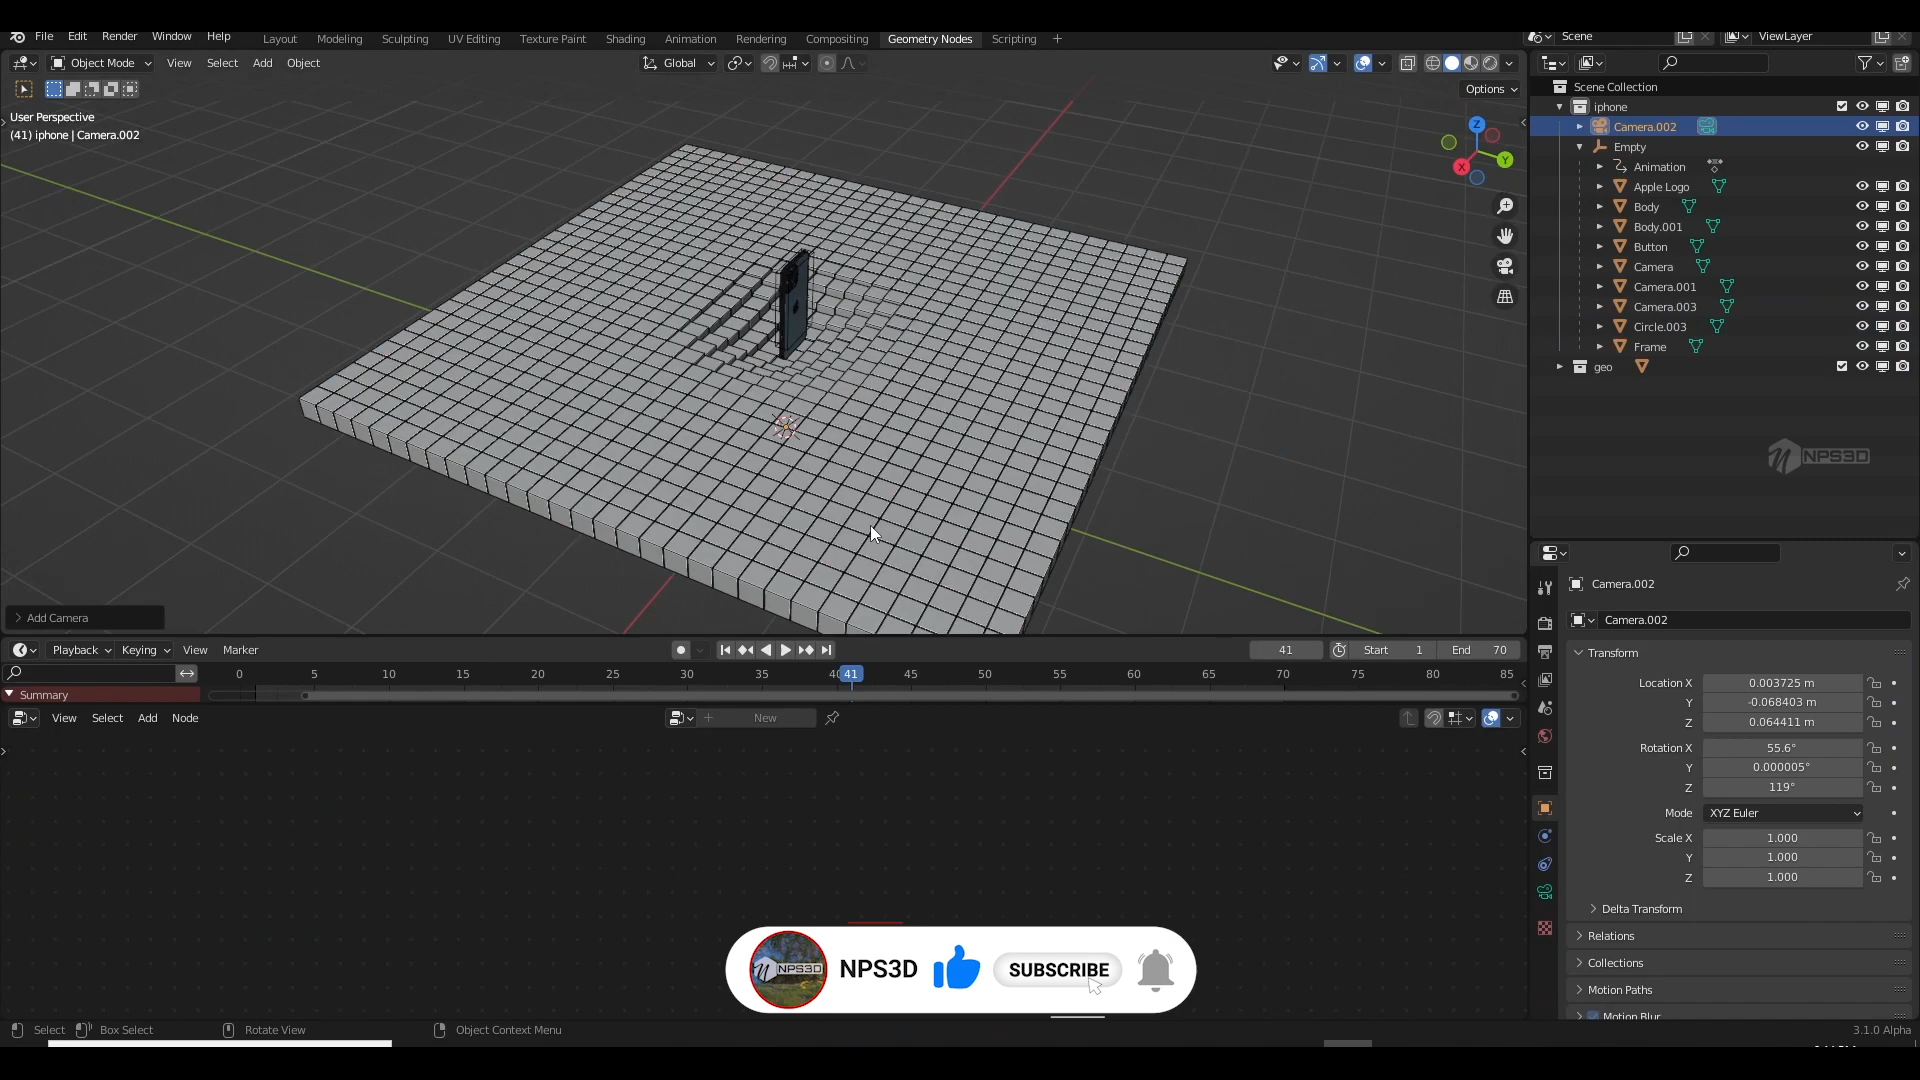 File Edit Render Window Help Layout Modeling Sculpting UV Editing Texture Paint Shading Animation Rendering Compositing Geometry Nodes Scripting + Scene ViewLayer
Object Mode View Select Add Object Global
Options
User Perspective
(41) iphone | Camera.002
Z
Y
X
Add Camera
Scene Collection
iphone
Camera.002
Empty
Animation
Apple Logo
Body
Body.001
Button
Camera
Camera.001
Camera.003
Circle.003
Frame
geo
NPS3D
Playback Keying View Marker 41 Start 1 End 70
0 5 10 15 20 25 30 35 40 41 45 50 55 60 65 70 75 80 85
Summary
View Select Add Node New
Camera.002
Camera.002
Transform
Location X 0.003725 m
Y -0.068403 m
Z 0.064411 m
Rotation X 55.6°
Y 0.000005°
Z 119°
Mode XYZ Euler
Scale X 1.000
Y 1.000
Z 1.000
Delta Transform
Relations
Collections
Motion Paths
Motion Blur
NPS3D NPS3D SUBSCRIBE
Select Box Select Rotate View Object Context Menu 3.1.0 Alpha